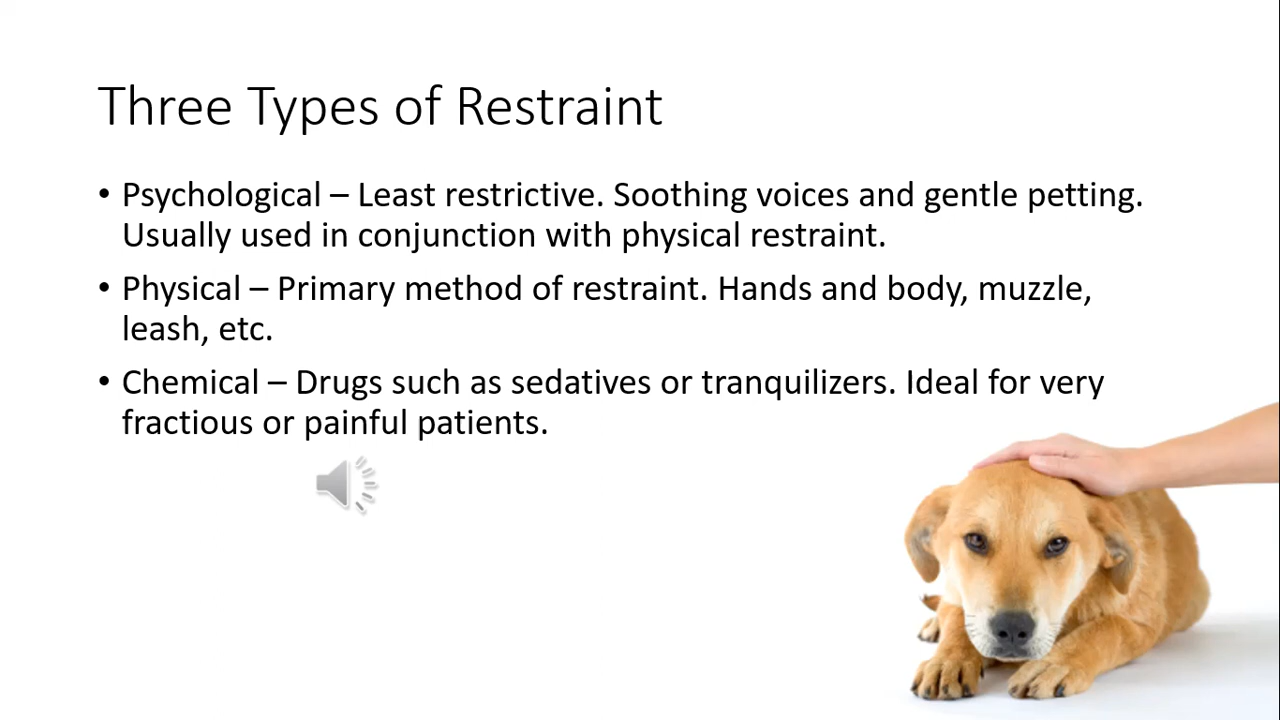 Three Types of Restraint
• Psychological – Least restrictive. Soothing voices and gentle petting.
Usually used in conjunction with physical restraint.
• Physical – Primary method of restraint. Hands and body, muzzle,
leash, etc.
• Chemical – Drugs such as sedatives or tranquilizers. Ideal for very
fractious or painful patients.